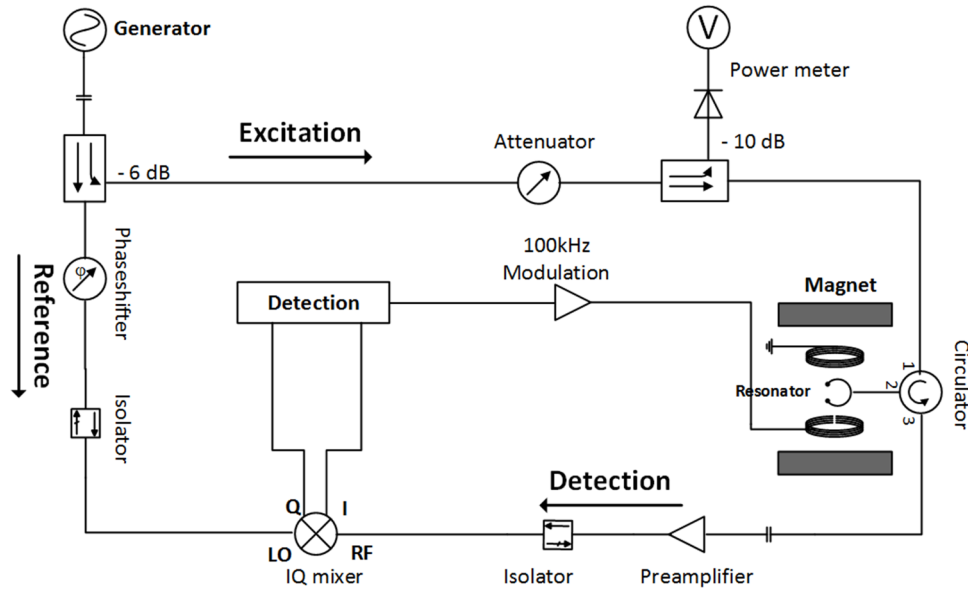 Generator
V
Power meter
Excitation
Attenuator
- 10 dB
- 6 dB
Phaseshifter
φ
Reference
100kHz
Modulation
Detection
Magnet
Resonator
1
2
3
Circulator
Isolator
Detection
Q
I
LO
RF
IQ mixer
Isolator
Preamplifier